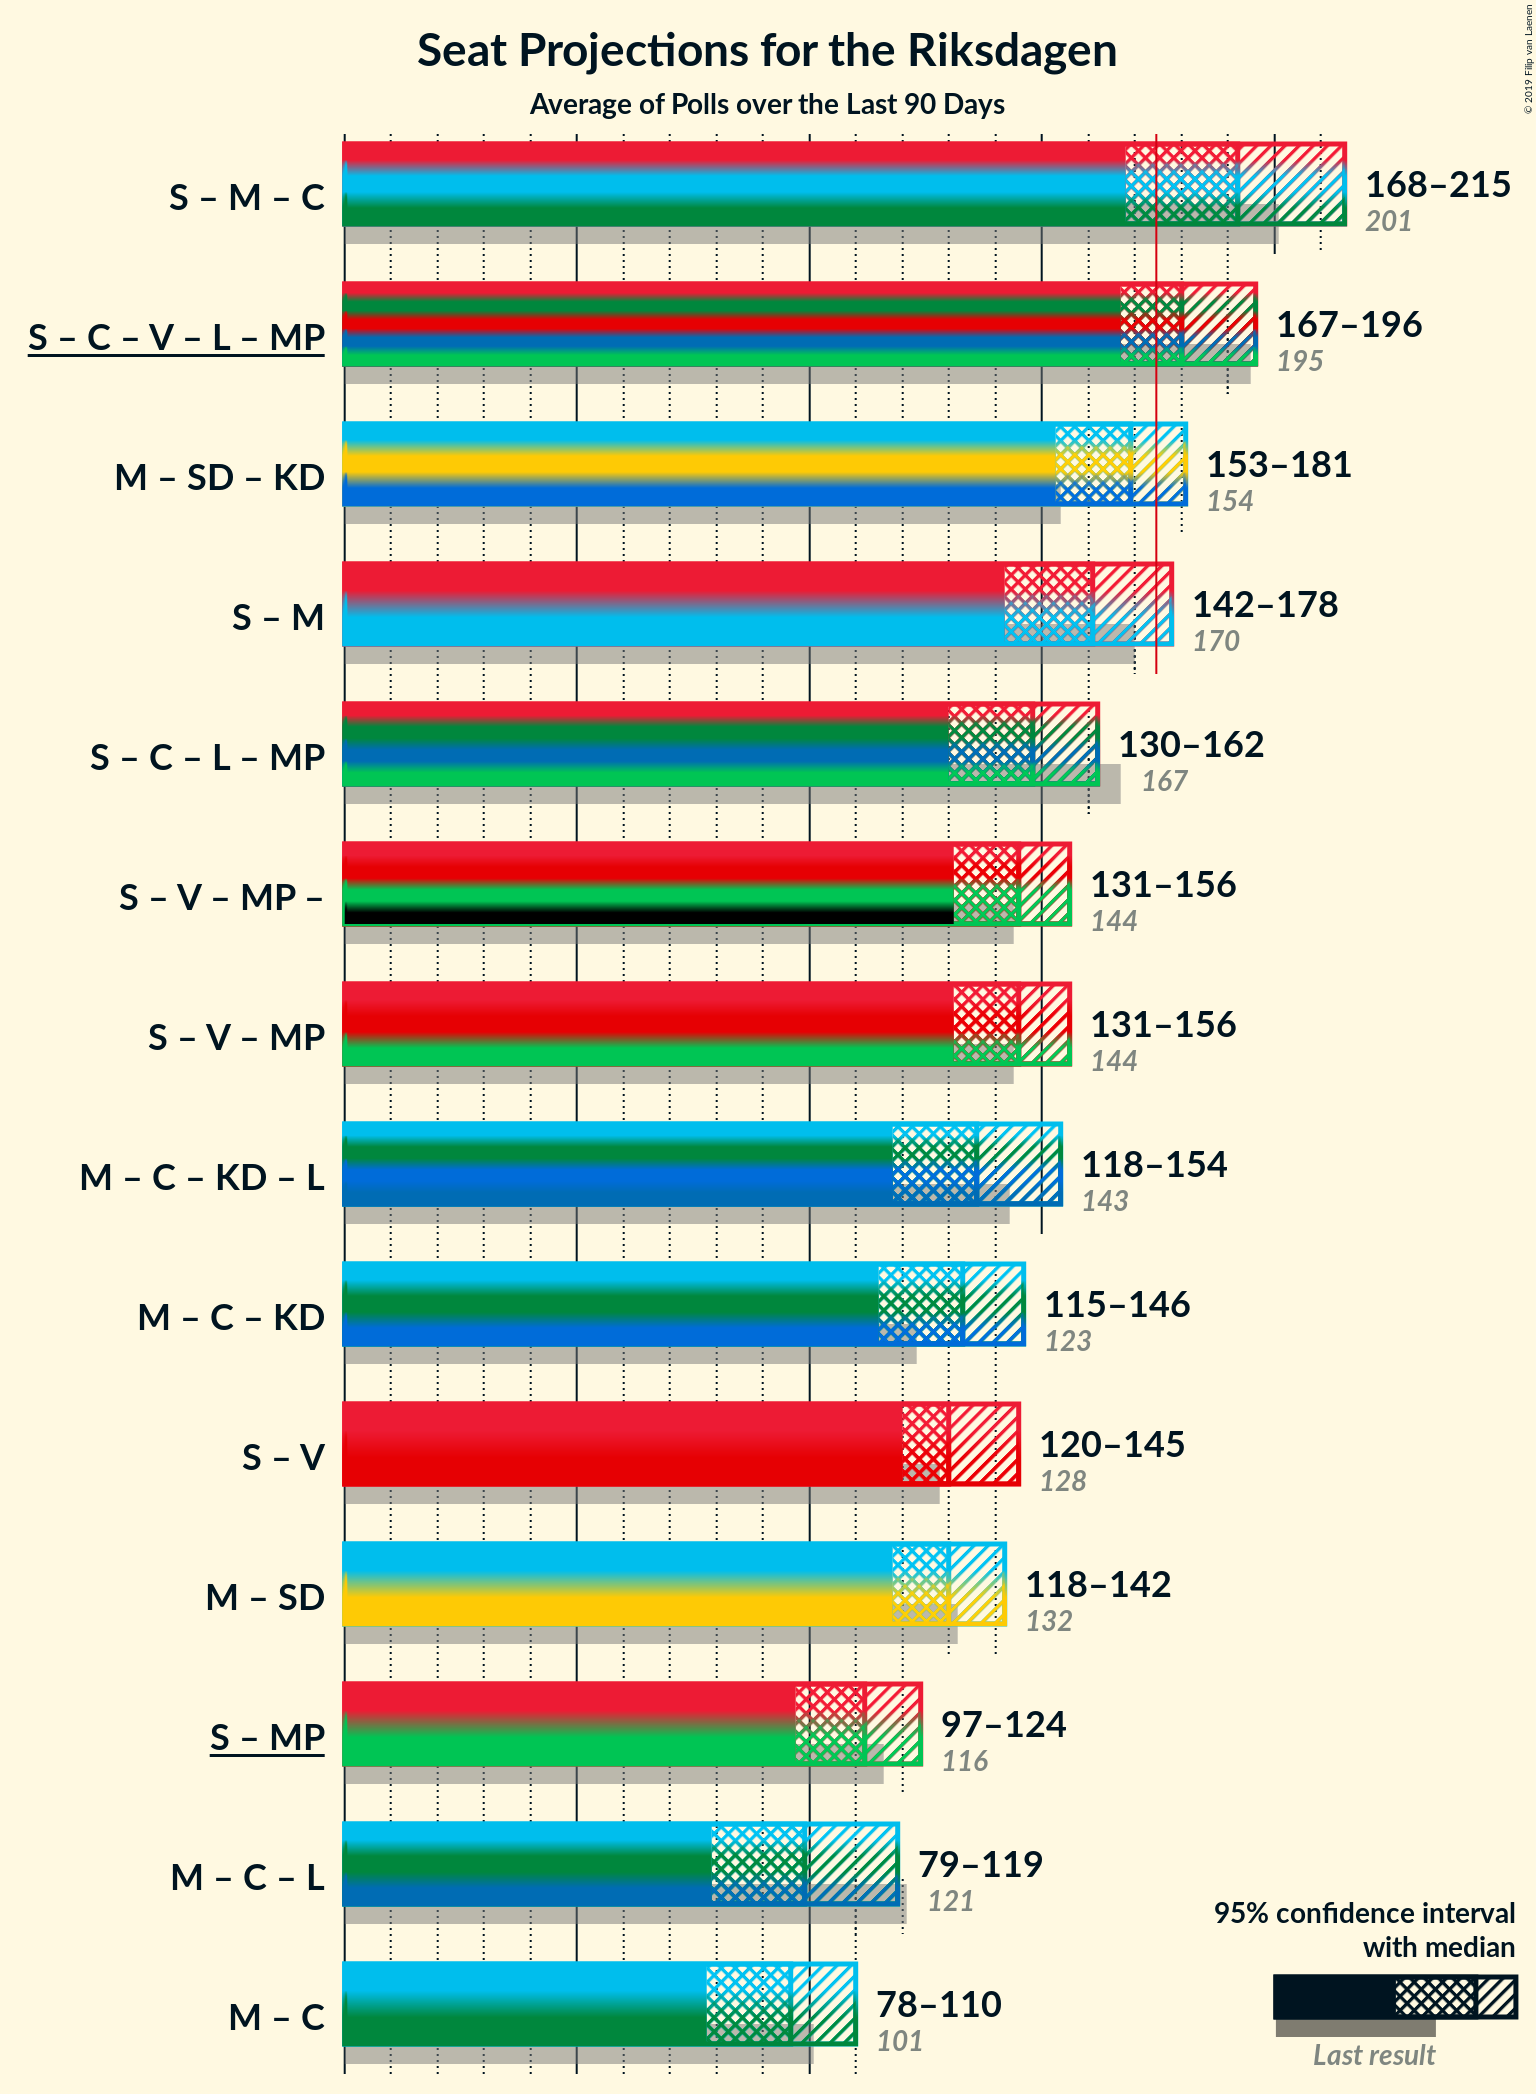 Seat Projections for the Riksdagen
Average of Polls over the Last 90 Days
© 2019 Filip van Laenen
S – M – C
168–215
201
S – C – V – L – MP
167–196
195
M – SD – KD
153–181
154
S – M
142–178
170
S – C – L – MP
130–162
167
S – V – MP –
131–156
144
S – V – MP
131–156
144
M – C – KD – L
118–154
143
M – C – KD
115–146
123
S – V
120–145
128
M – SD
118–142
132
S – MP
97–124
116
M – C – L
79–119
121
M – C
78–110
101
95% confidence interval
with median
Last result